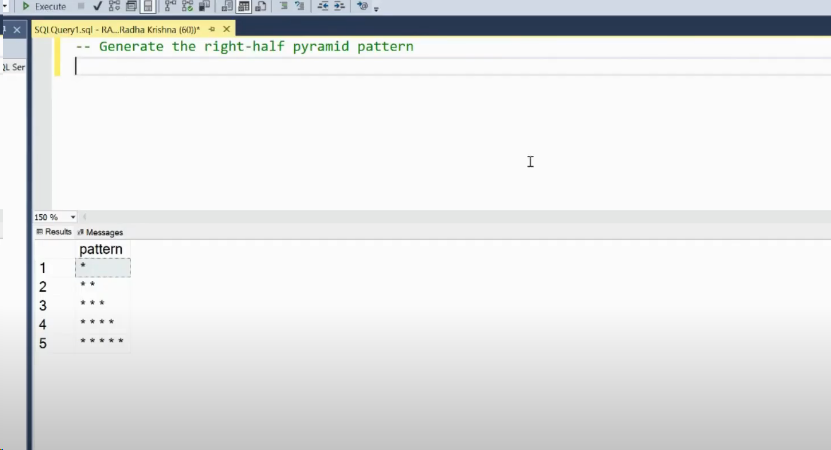 Execute
SQLQuery1.sql - RA...Radha Krishna (60))*
QL Ser
-- Generate the right-half pyramid pattern
150 %
Results Messages
pattern
1 *
2 * *
3 * * *
4 * * * *
5 * * * * *